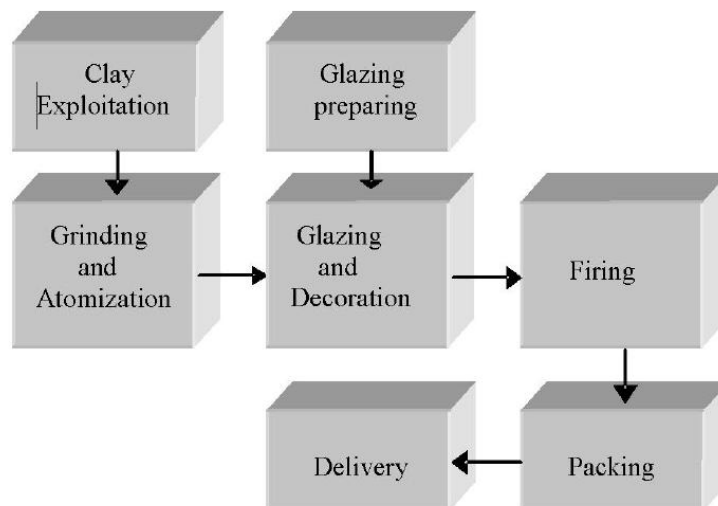 Clay
Exploitation
Glazing
preparing
Grinding
and
Atomization
Glazing
and
Decoration
Firing
Delivery
Packing